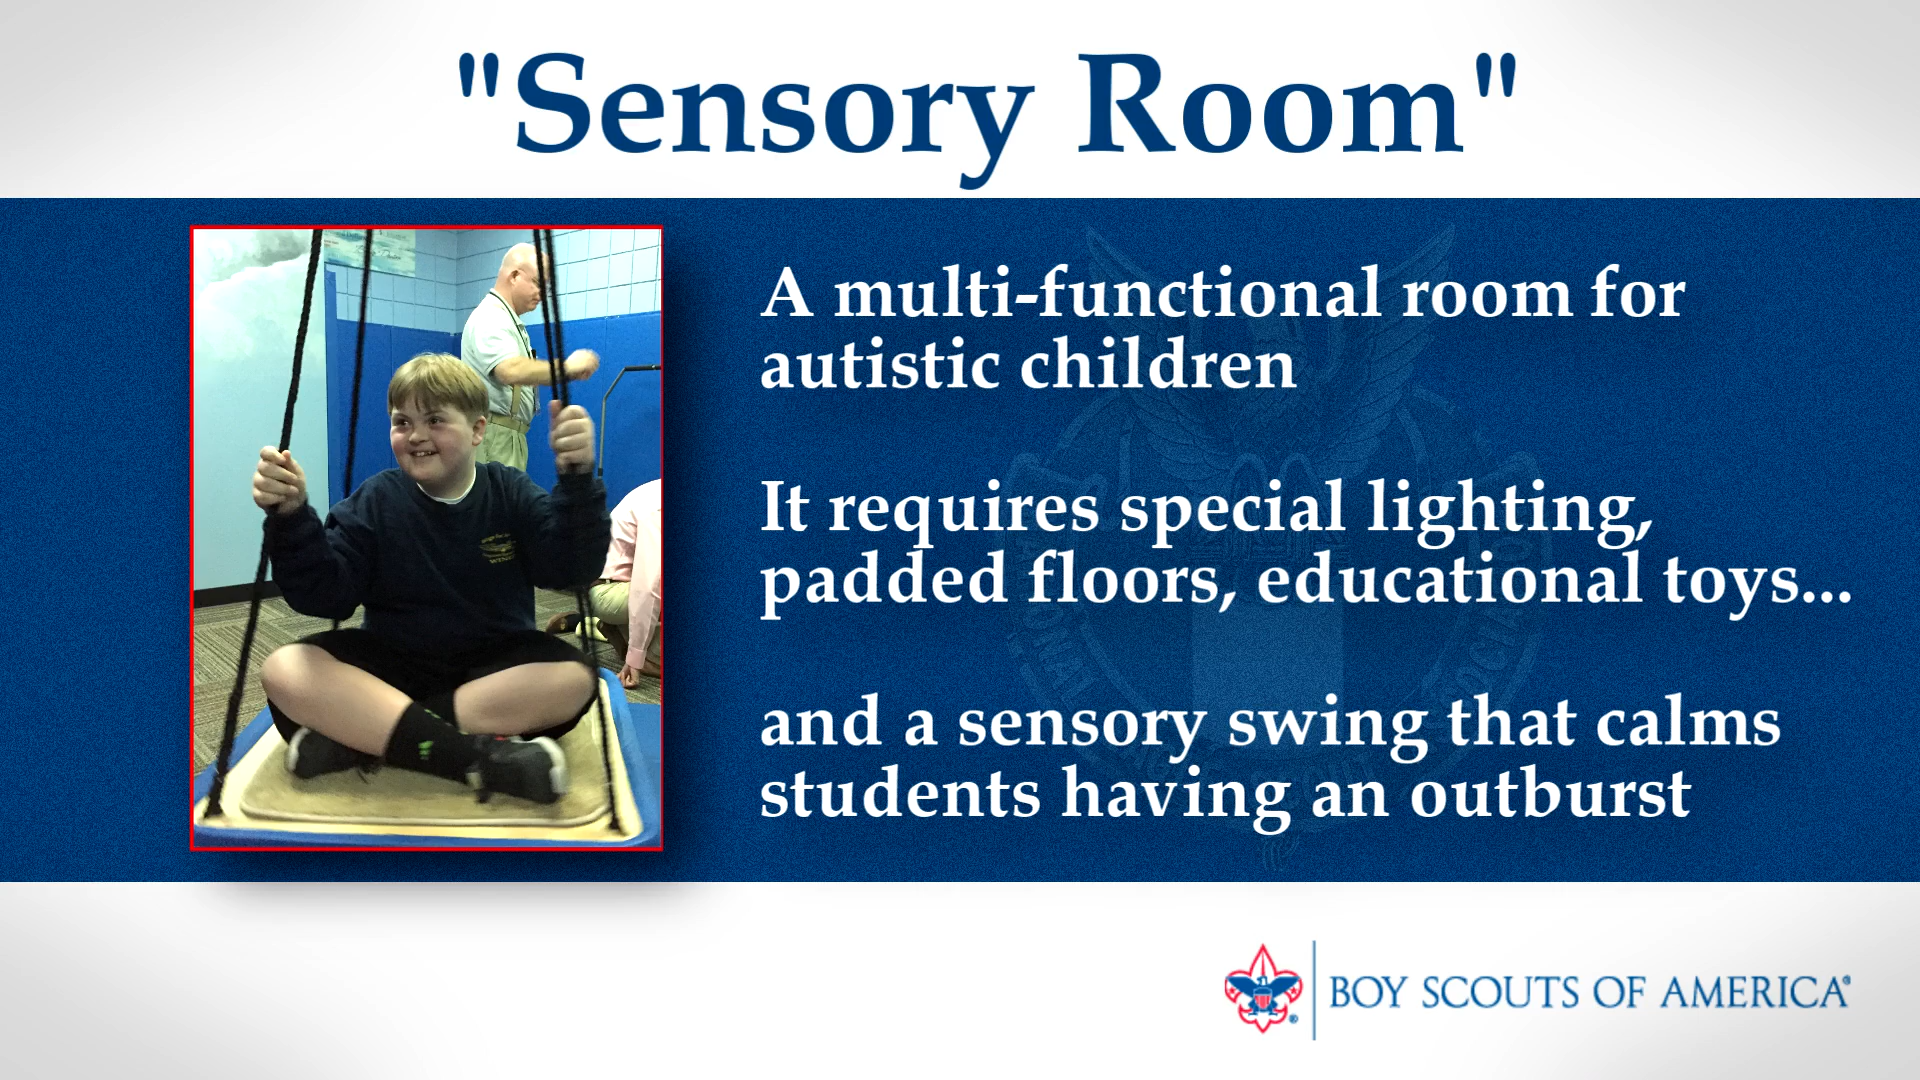 "Sensory Room"
A multi-functional room for
autistic children
It requires special lighting,
padded floors, educational toys...
and a sensory swing that calms
students having an outburst
BOY SCOUTS OF AMERICA®